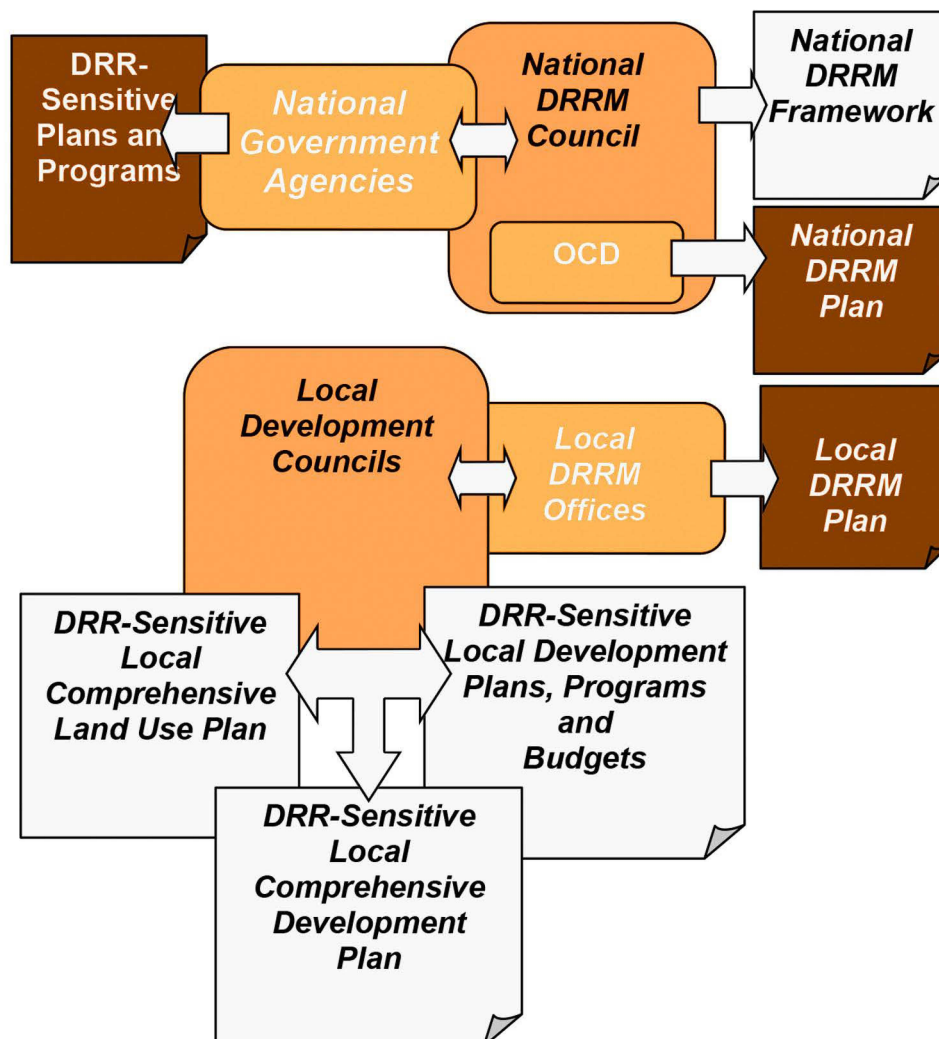 DRR-
Sensitive
Plans an
Programs
National
Government
Agencies
National
DRRM
Council
OCD
National
DRRM
Framework
National
DRRM
Plan
Local
Development
Councils
Local
DRRM
Offices
Local
DRRM
Plan
DRR-Sensitive
Local
Comprehensive
Land Use Plan
DRR-Sensitive
Local Development
Plans, Programs
and
Budgets
DRR-Sensitive
Local
Comprehensive
Development
Plan